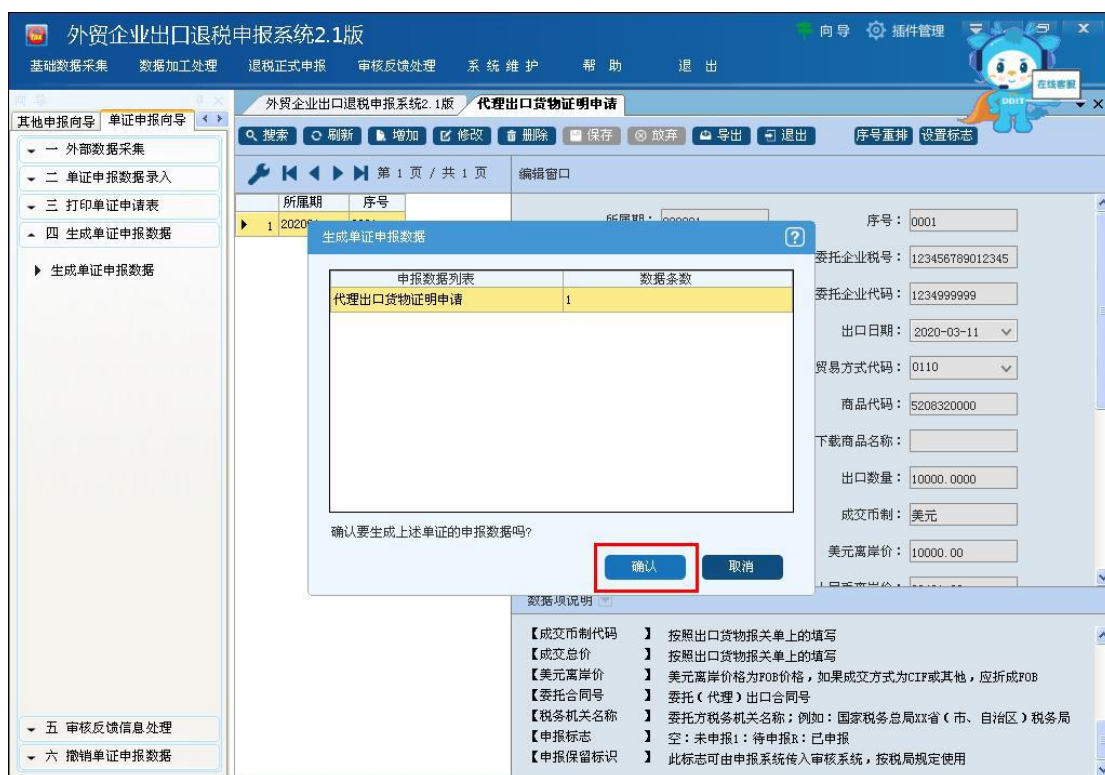 外贸企业出口退税申报系统2.1版
向导 插件管理
基础数据采集 数据加工处理 退税正式申报 审核反馈处理 系统维护 帮助 退出
在线客服
DDIT
其他申报向导 单证申报向导
外贸企业出口退税申报系统2.1版 代理出口货物证明申请
搜索 刷新 增加 修改 删除 保存 放弃 导出 退出 序号重排 设置标志
一 外部数据采集
二 单证申报数据录入
三 打印单证申请表
四 生成单证申报数据
生成单证申报数据
五 审核反馈信息处理
六 撤销单证申报数据
第 1 页 / 共 1 页
编辑窗口
所属期 序号
1
序号： 0001
委托企业税号： 123456789012345
委托企业代码： 1234999999
出口日期： 2020-03-11
贸易方式代码： 0110
商品代码： 5208320000
下载商品名称：
出口数量： 10000.0000
成交币制： 美元
美元离岸价： 10000.00
生成单证申报数据 ?
申报数据列表 数据条数
代理出口货物证明申请 1
确认要生成上述单证的申报数据吗?
确认 取消
数据项说明
【成交币制代码 】 按照出口货物报关单上的填写
【成交总价 】 按照出口货物报关单上的填写
【美元离岸价 】 美元离岸价格为FOB价格，如果成交方式为CIF或其他，应折成FOB
【委托合同号 】 委托(代理)出口合同号
【税务机关名称 】 委托方税务机关名称；例如：国家税务总局XX省(市、自治区)税务局
【申报标志 】 空：未申报1：待申报R：已申报
【申报保留标识 】 此标志可由申报系统传入审核系统，按税局规定使用